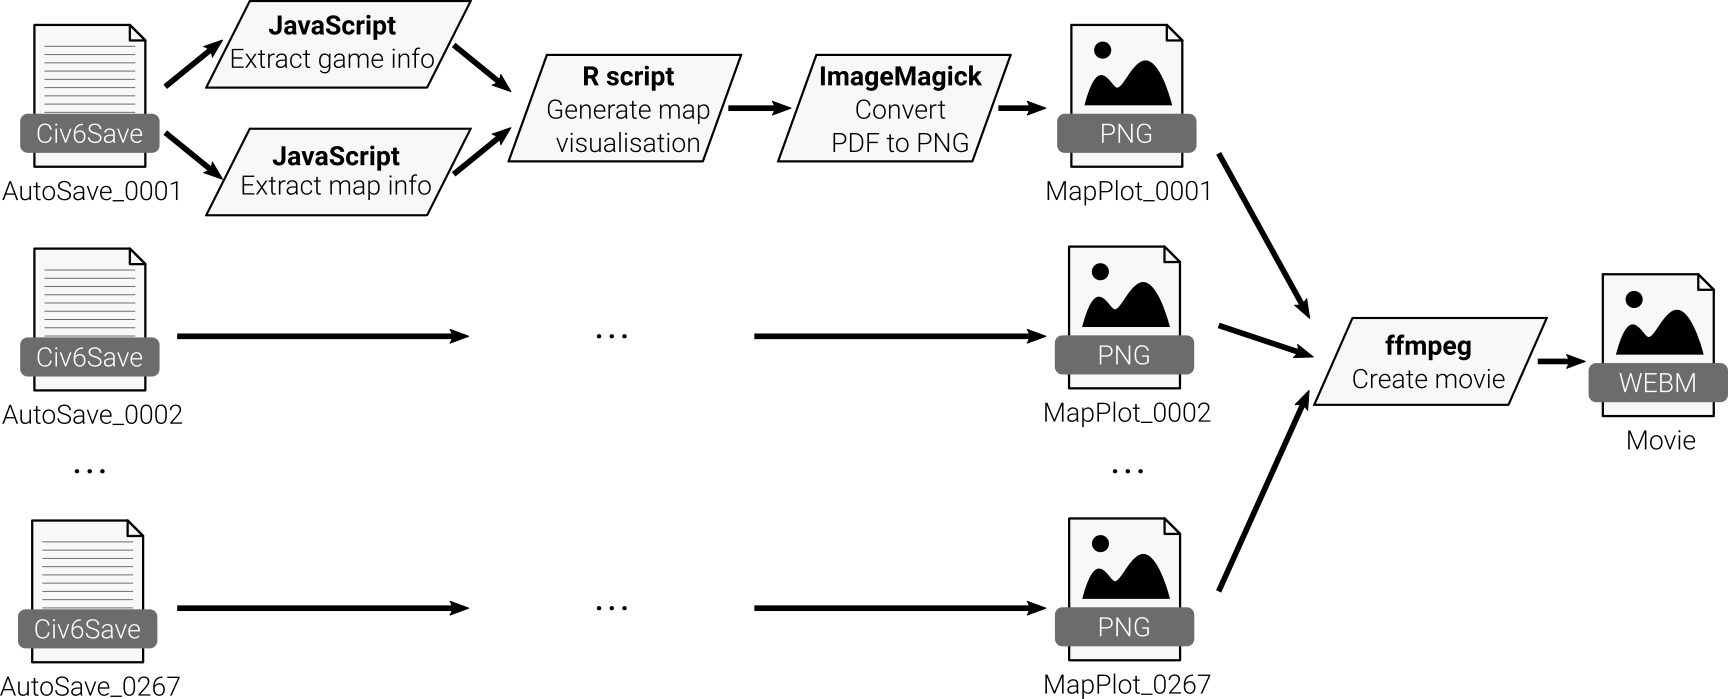 JavaScript
Extract game info
Civ6Save
AutoSave_0001
JavaScript
Extract map info
R script
Generate map
visualisation
ImageMagick
Convert
PDF to PNG
PNG
MapPlot_0001
Civ6Save
AutoSave_0002
...
PNG
MapPlot_0002
...
...
ffmpeg
Create movie
WEBM
Movie
Civ6Save
AutoSave_0267
...
PNG
MapPlot_0267